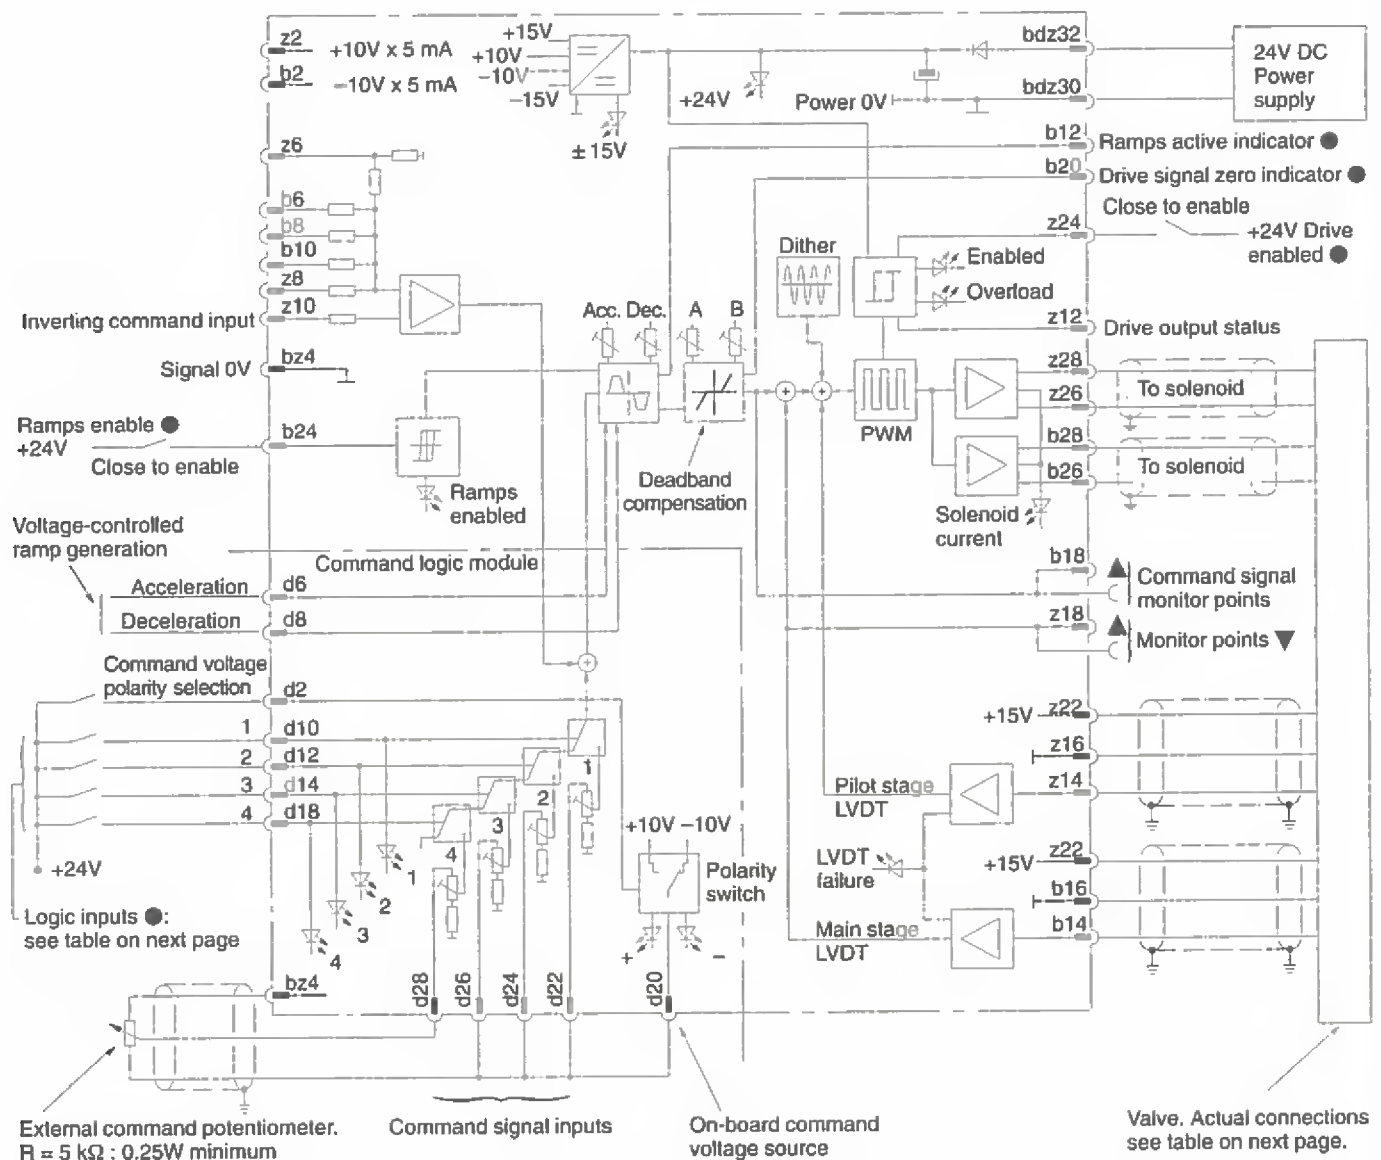 z2
+10V x 5 mA
b2
–10V x 5 mA
+15V
+10V
–10V
–15V
± 15V
+24V
Power 0V
bdz32
bdz30
24V DC
Power
supply
z6
b6
b8
b10
z8
z10
Inverting command input
Signal 0V
bz4
b12
Ramps active indicator ●
b20
Drive signal zero indicator ●
Close to enable
z24
+24V Drive
enabled ●
Dither
Enabled
Overload
z12
Drive output status
Acc.
Dec.
A
B
PWM
z28
To solenoid
z26
b28
To solenoid
b26
Solenoid
current
Deadband
compensation
Ramps enable ●
+24V
Close to enable
b24
Ramps
enabled
Voltage-controlled
ramp generation
Command logic module
Acceleration
d6
Deceleration
d8
b18
▲
Command signal
monitor points
z18
▲
Monitor points ▼
Command voltage
polarity selection
d2
1
d10
2
d12
3
d14
4
d18
+24V
Logic inputs ●:
see table on next page
1
2
3
4
1
2
3
4
+10V
–10V
Polarity
switch
+
–
+15V
z22
z16
z14
Pilot stage
LVDT
LVDT
failure
+15V
z22
b16
b14
Main stage
LVDT
bz4
d28
d26
d24
d22
d20
External command potentiometer.
R = 5 kΩ ; 0.25W minimum
Command signal inputs
On-board command
voltage source
Valve. Actual connections
see table on next page.